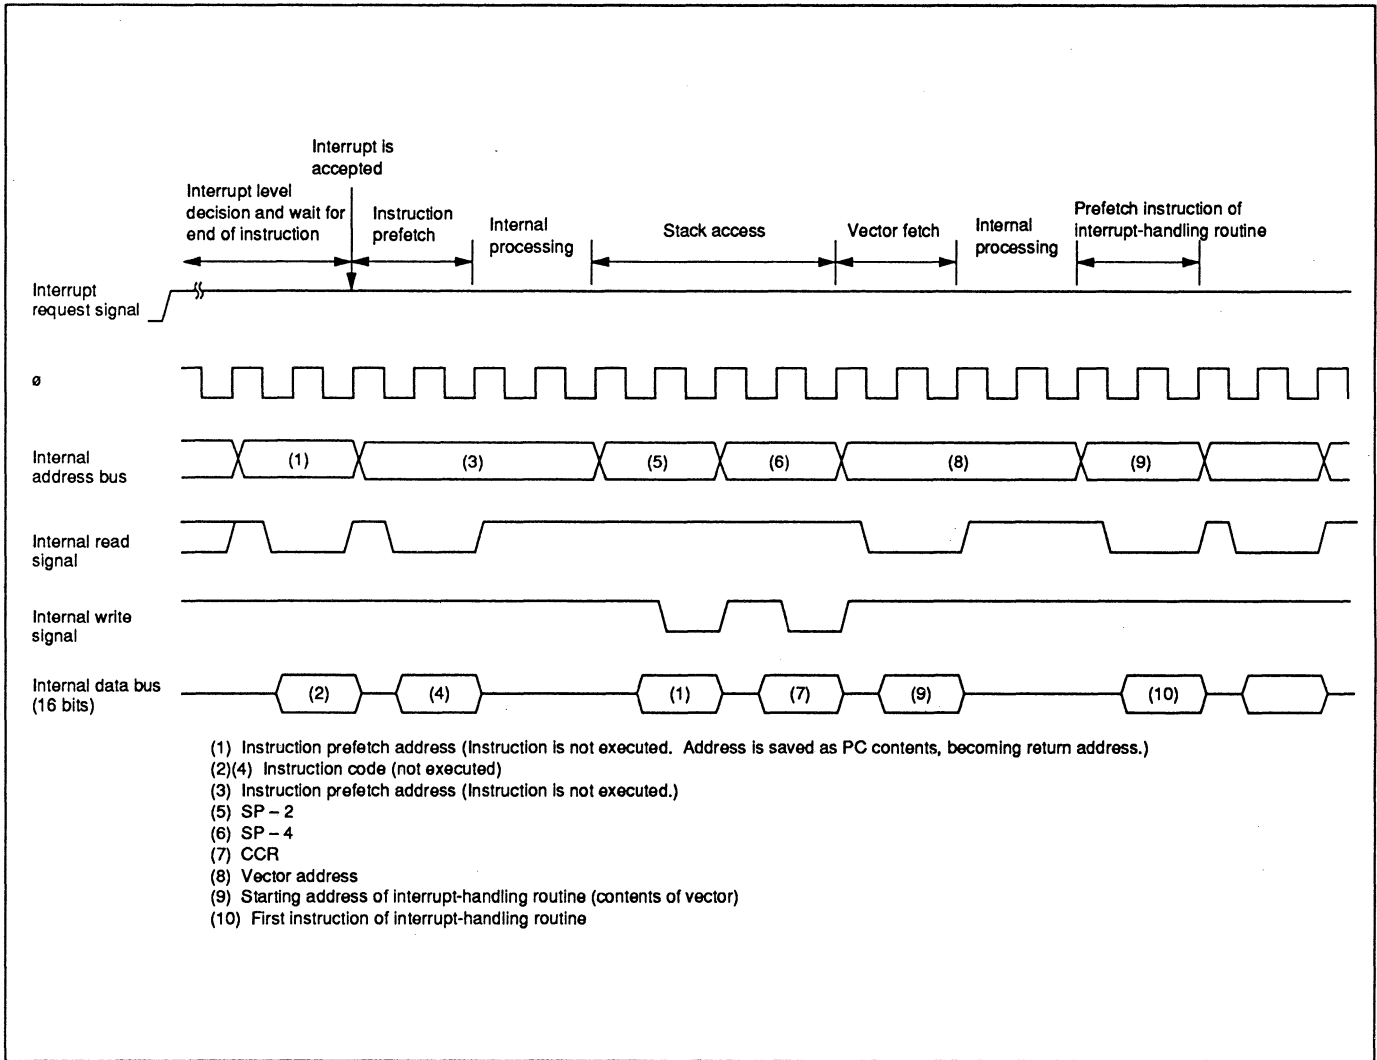 Interrupt is
accepted
Interrupt level
decision and wait for
end of instruction
Instruction
prefetch
Internal
processing
Stack access
Vector fetch
Internal
processing
Prefetch instruction of
interrupt-handling routine
Interrupt
request signal
ø
Internal
address bus
(1)
(3)
(5)
(6)
(8)
(9)
Internal read
signal
Internal write
signal
Internal data bus
(16 bits)
(2)
(4)
(1)
(7)
(9)
(10)
(1) Instruction prefetch address (Instruction is not executed. Address is saved as PC contents, becoming return address.)
(2)(4) Instruction code (not executed)
(3) Instruction prefetch address (Instruction is not executed.)
(5) SP – 2
(6) SP – 4
(7) CCR
(8) Vector address
(9) Starting address of interrupt-handling routine (contents of vector)
(10) First instruction of interrupt-handling routine